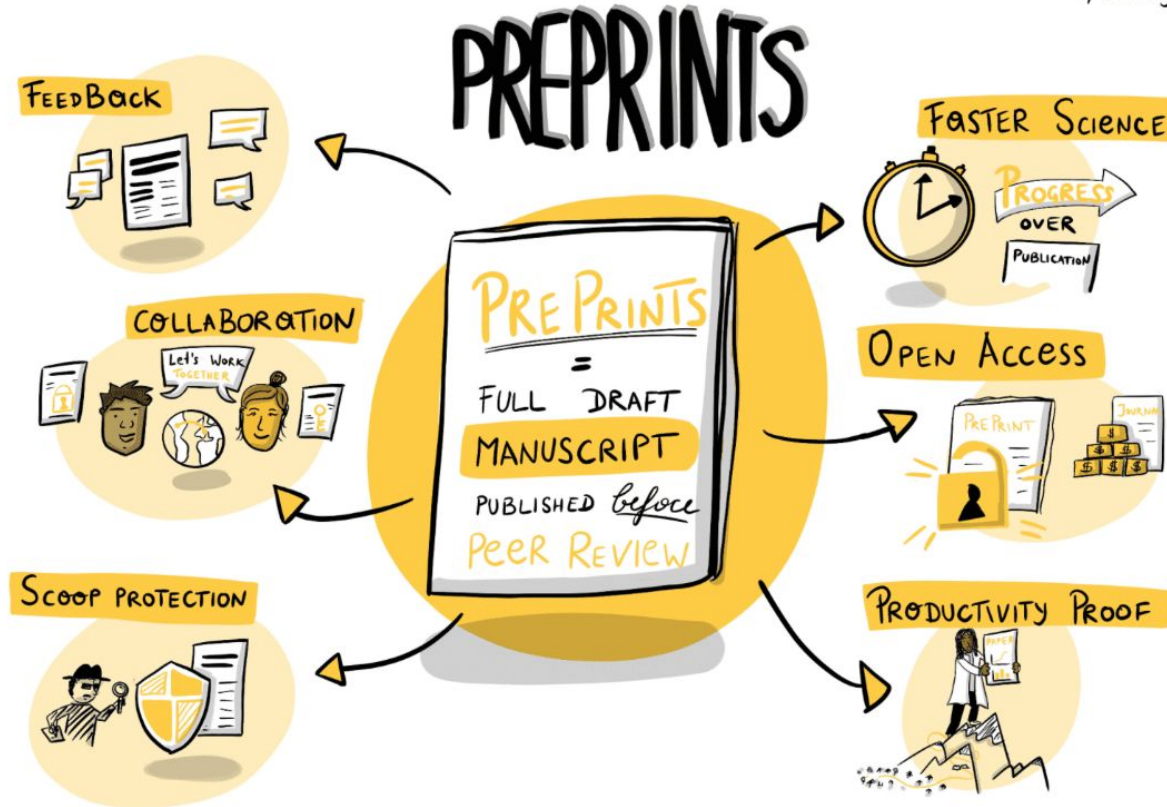 PREPRINTS
FEEDBACK
COLLABORATION
Let's WORK
TOGETHER
SCOOP PROTECTION
PREPRINTS
=
FULL DRAFT
MANUSCRIPT
PUBLISHED before
PEER REVIEW
FASTER SCIENCE
PROGRESS
OVER
PUBLICATION
OPEN ACCESS
PREPRINT
$
$ $
$ $ $
PRODUCTIVITY PROOF
PAPER